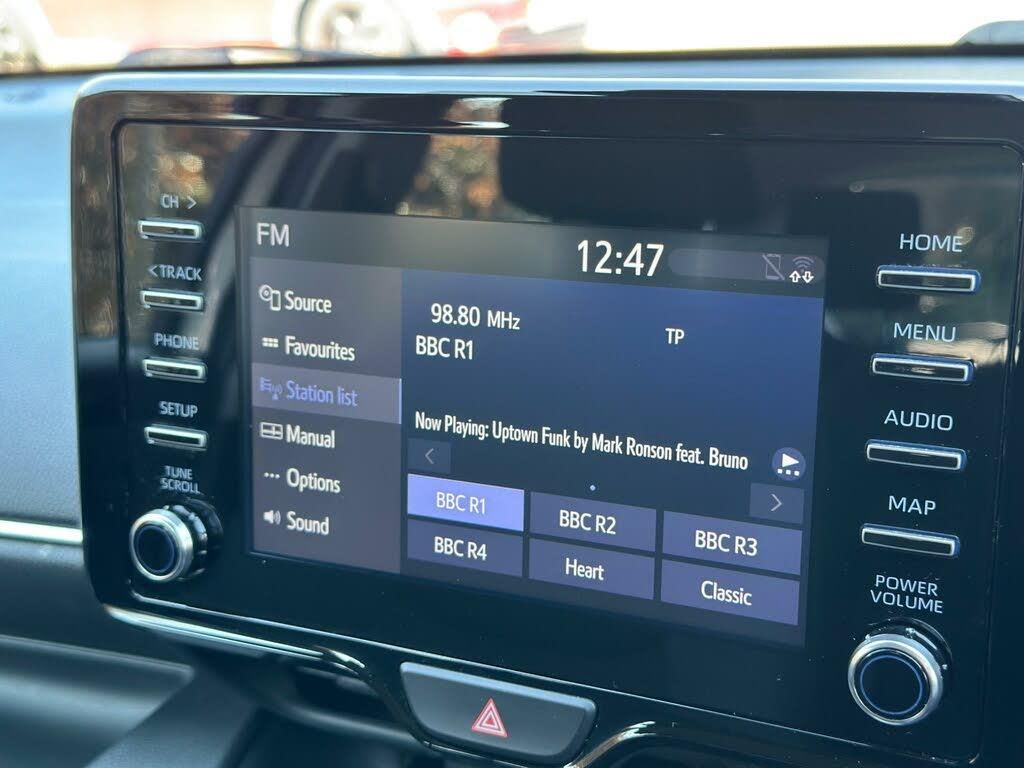 CH >
< TRACK
PHONE
SETUP
TUNE
SCROLL
FM
12:47
Source
Favourites
Station list
Manual
Options
Sound
98.80 MHz
TP
BBC R1
Now Playing: Uptown Funk by Mark Ronson feat. Bruno
BBC R1
BBC R2
BBC R3
BBC R4
Heart
Classic
HOME
MENU
AUDIO
MAP
POWER
VOLUME